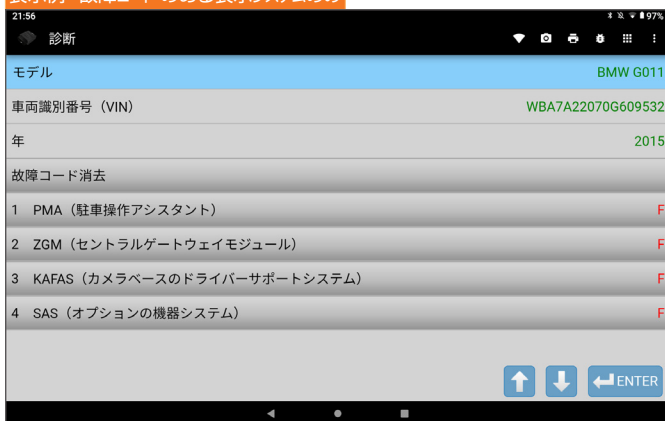 21:56
97%
診断
モデル BMW G011
車両識別番号（VIN） WBA7A22070G609532
年 2015
故障コード消去
1 PMA（駐車操作アシスタント） F
2 ZGM（セントラルゲートウェイモジュール） F
3 KAFAS（カメラベースのドライバーサポートシステム） F
4 SAS（オプションの機器システム） F
ENTER